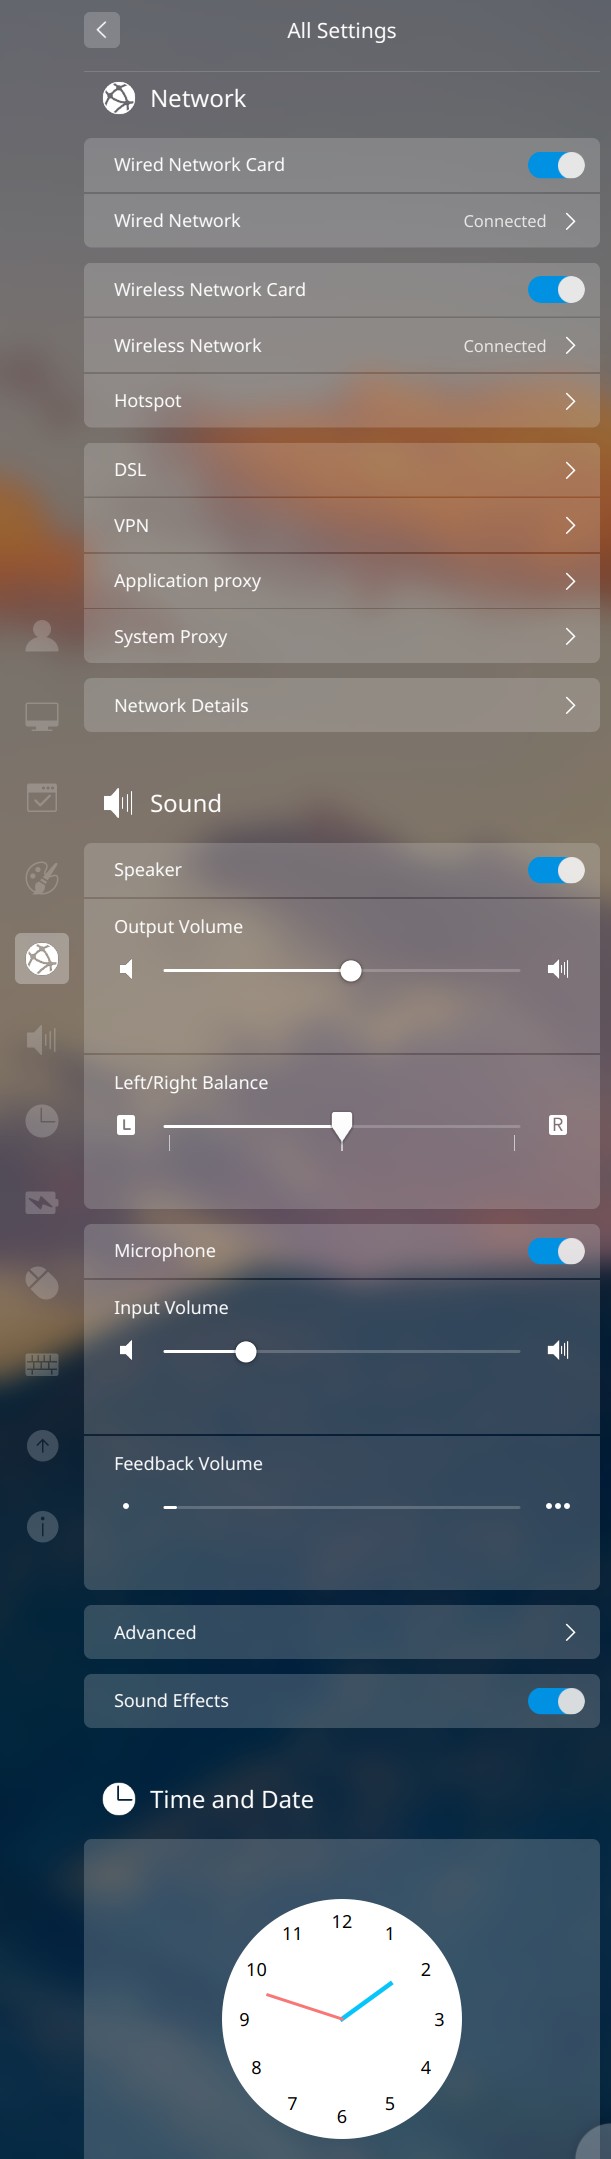 All Settings
Network
Wired Network Card
Wired Network Connected
Wireless Network Card
Wireless Network Connected
Hotspot
DSL
VPN
Application proxy
System Proxy
Network Details
Sound
Speaker
Output Volume
Left/Right Balance
L R
Microphone
Input Volume
Feedback Volume
Advanced
Sound Effects
Time and Date
12
11 1
10 2
9 3
8 4
7 5
6